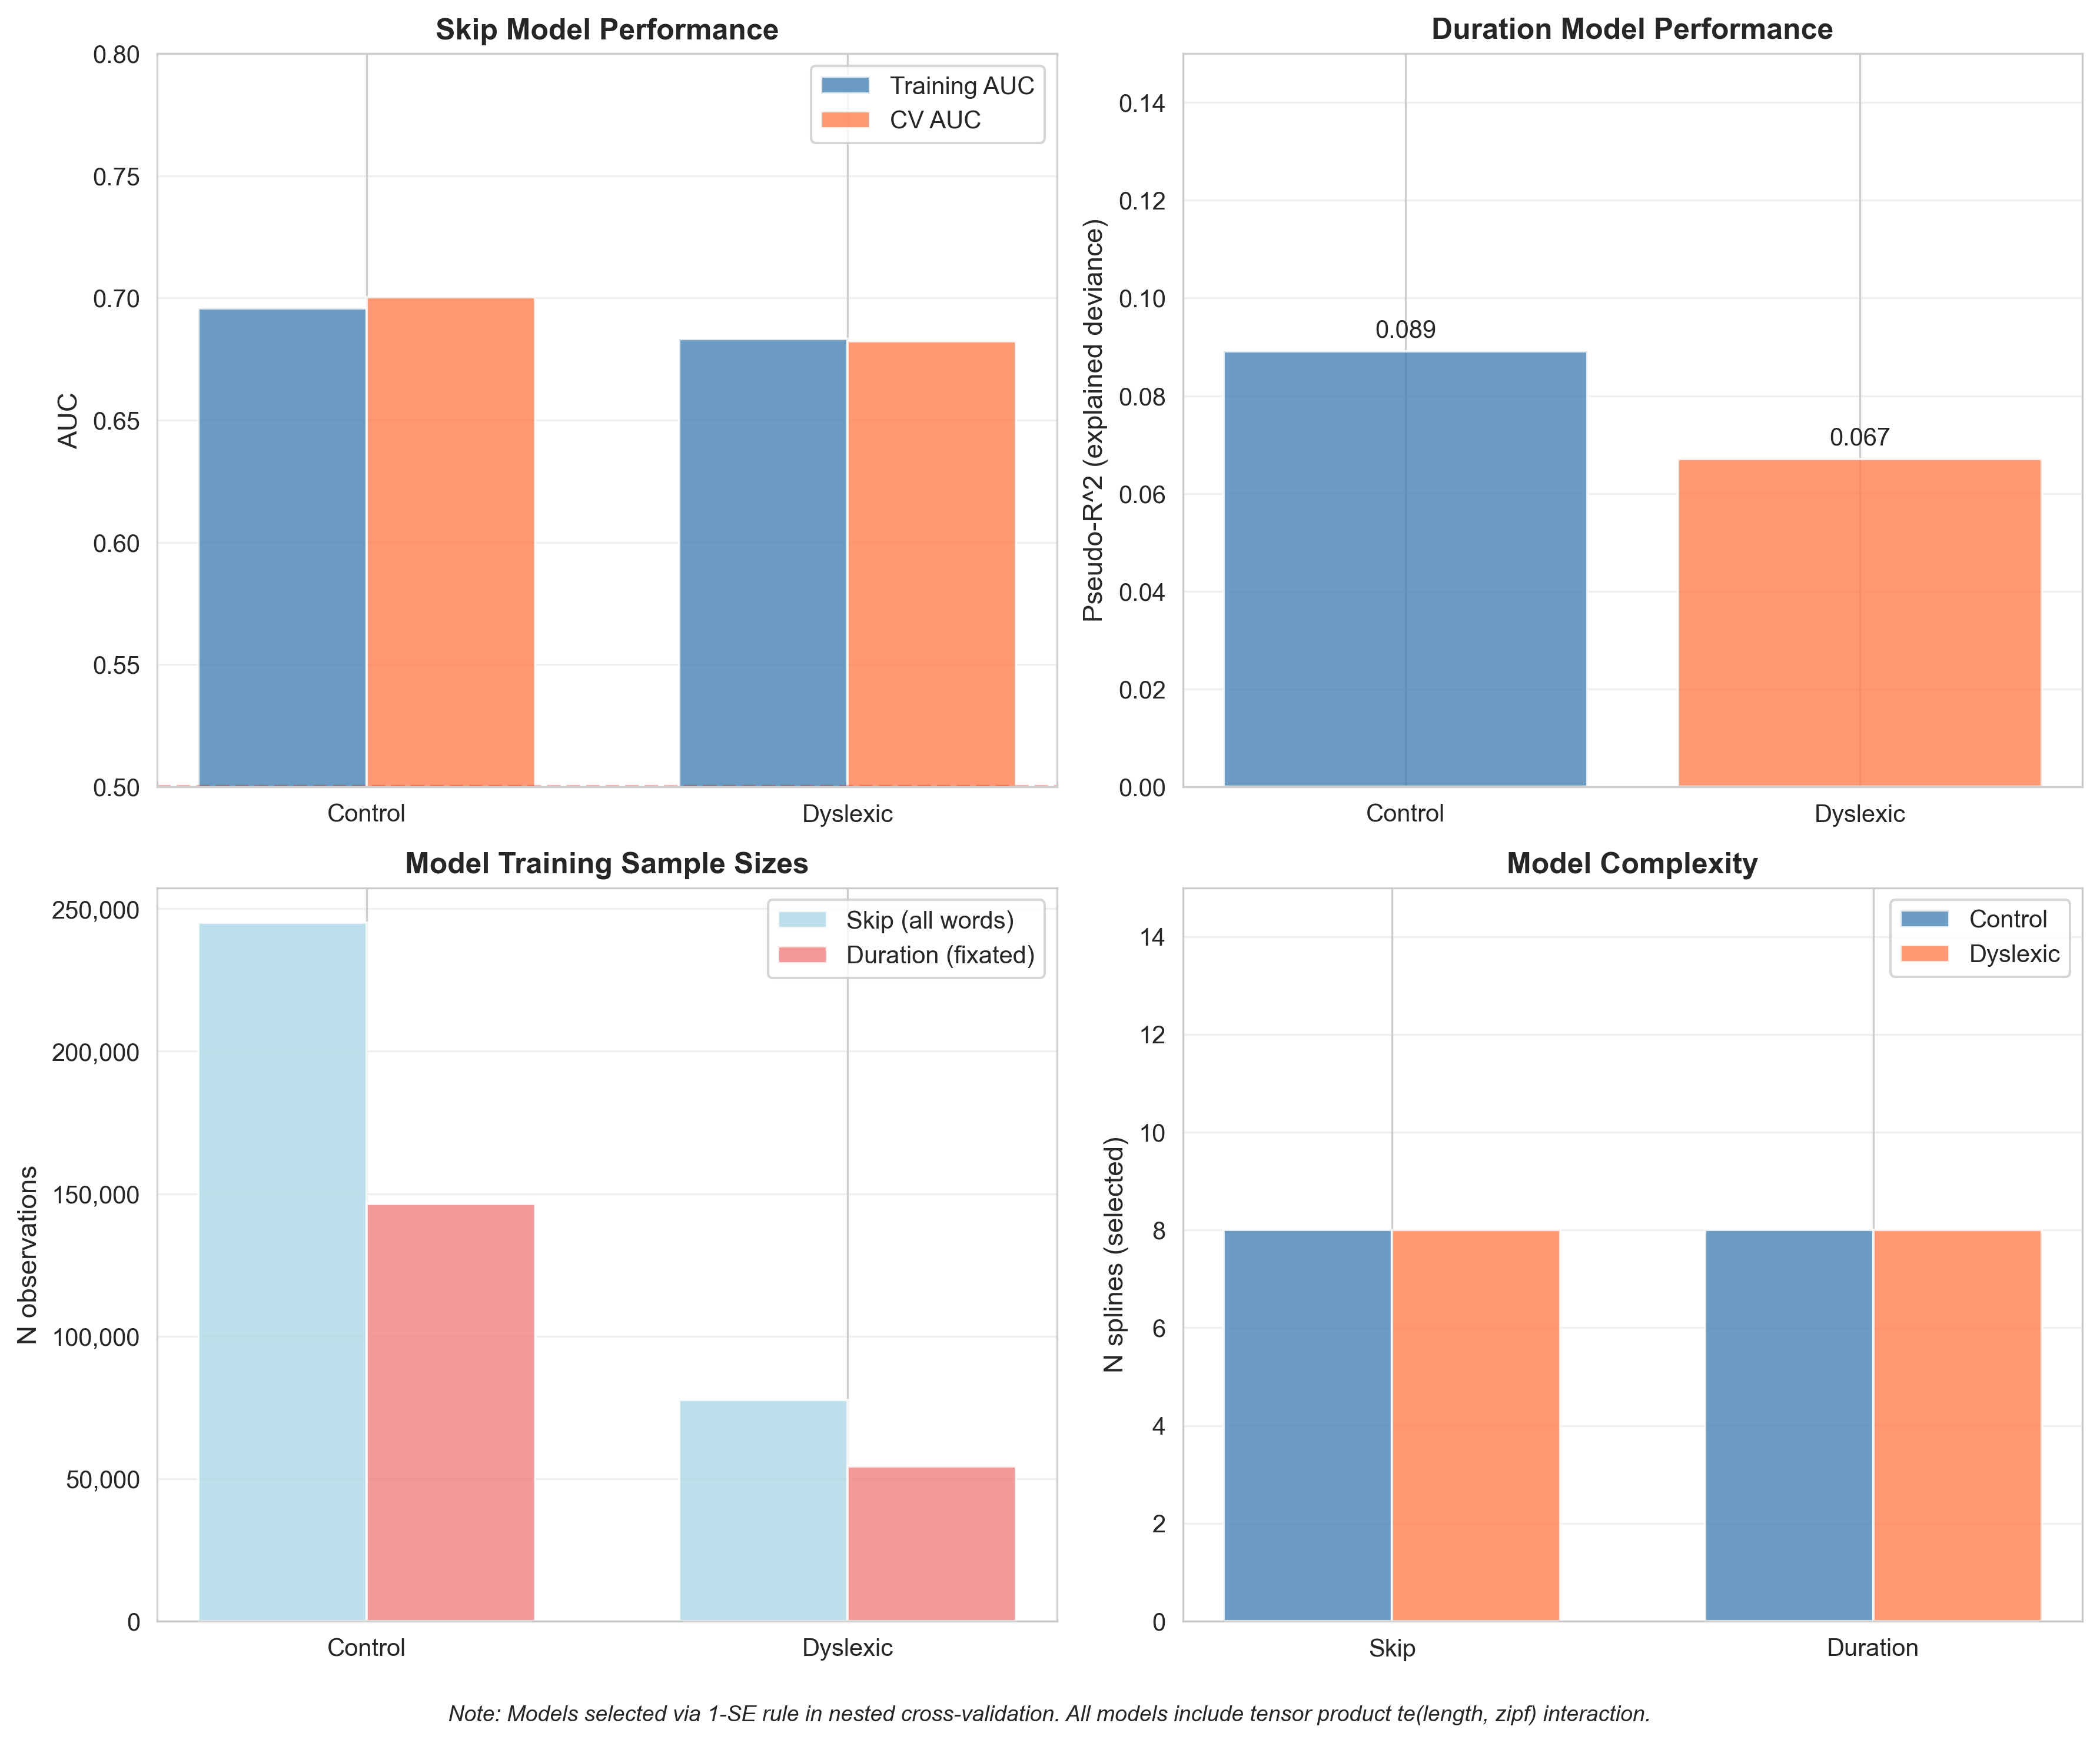 Skip Model Performance
0.80
0.75
0.70
0.65
0.60
0.55
0.50
AUC
Training AUC
CV AUC
Control
Dyslexic
Duration Model Performance
0.14
0.12
0.10
0.08
0.06
0.04
0.02
0.00
Pseudo-R^2 (explained deviance)
0.089
0.067
Control
Dyslexic
Model Training Sample Sizes
250,000
200,000
150,000
100,000
50,000
0
N observations
Skip (all words)
Duration (fixated)
Control
Dyslexic
Model Complexity
14
12
10
8
6
4
2
0
N splines (selected)
Control
Dyslexic
Skip
Duration
Note: Models selected via 1-SE rule in nested cross-validation. All models include tensor product te(length, zipf) interaction.